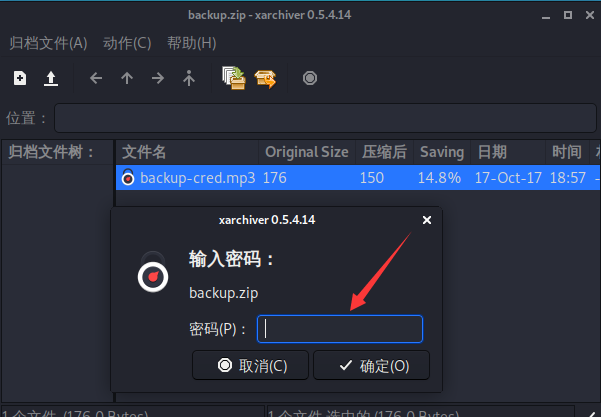 backup.zip - xarchiver 0.5.4.14
归档文件(A) 动作(C) 帮助(H)
位置：
归档文件树： 文件名 Original Size 压缩后 Saving 日期 时间
backup-cred.mp3 176 150 14.8% 17-Oct-17 18:57
xarchiver 0.5.4.14
输入密码：
backup.zip
密码(P)：
取消(C) 确定(O)
1 个文件 (176.0 Bytes) 1 个文件 选中的 (176.0 Bytes)